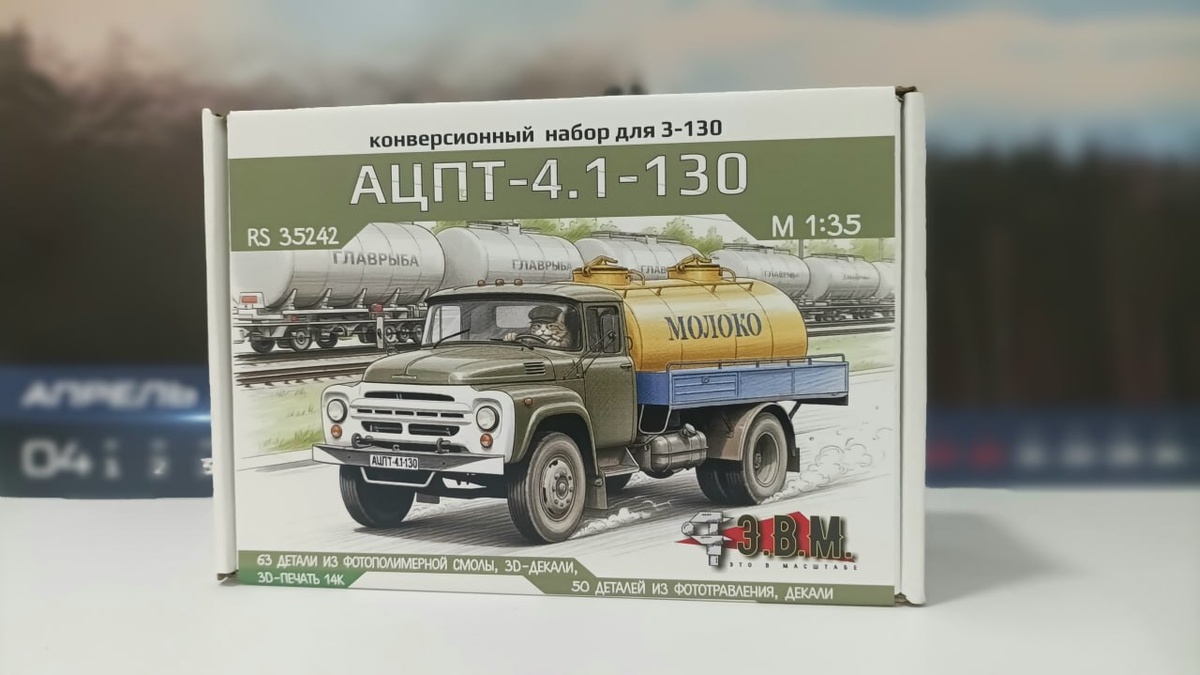 конверсионный набор для З-130
АЦПТ-4.1-130
RS 35242
М 1:35
ГЛАВРЫБА
ГЛАВРЫБА
МОЛОКО
АЦПТ-4.1-130
З.В.М.
ЭТО В МАСШТАБЕ
63 ДЕТАЛИ ИЗ ФОТОПОЛИМЕРНОЙ СМОЛЫ, 3D-ДЕКАЛИ,
3D-ПЕЧАТЬ 14К
50 ДЕТАЛЕЙ ИЗ ФОТОТРАВЛЕНИЯ, ДЕКАЛИ
АПРЕЛЬ
04